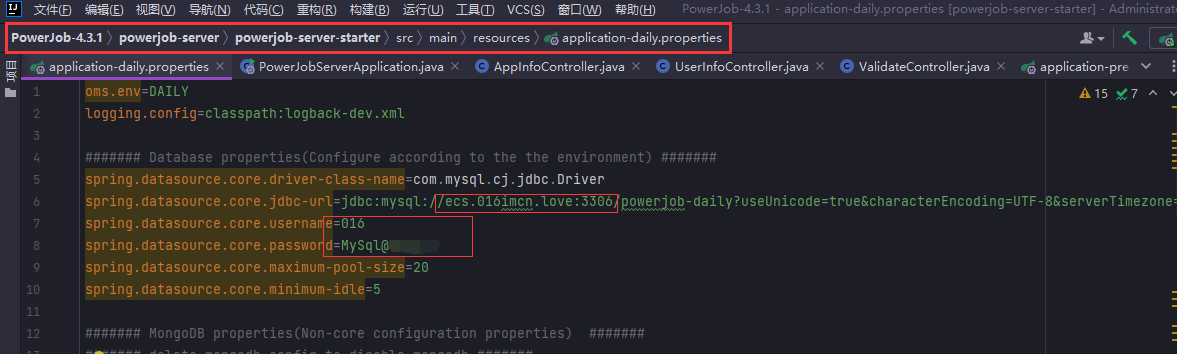 文件(F) 编辑(E) 视图(V) 导航(N) 代码(C) 重构(R) 构建(B) 运行(U) 工具(T) VCS(S) 窗口(W) 帮助(H) PowerJob-4.3.1 - application-daily.properties [powerjob-server-starter] - Administrato
PowerJob-4.3.1 〉 powerjob-server 〉 powerjob-server-starter 〉 src 〉 main 〉 resources 〉 application-daily.properties
项目
application-daily.properties × PowerJobServerApplication.java × AppInfoController.java × UserInfoController.java × ValidateController.java × application-pre
15 7
1 oms.env=DAILY
2 logging.config=classpath:logback-dev.xml
3
4 ####### Database properties(Configure according to the the environment) #######
5 spring.datasource.core.driver-class-name=com.mysql.cj.jdbc.Driver
6 spring.datasource.core.jdbc-url=jdbc:mysql://ecs.016imcn.love:3306/powerjob-daily?useUnicode=true&characterEncoding=UTF-8&serverTimezone=
7 spring.datasource.core.username=016
8 spring.datasource.core.password=MySql@
9 spring.datasource.core.maximum-pool-size=20
10 spring.datasource.core.minimum-idle=5
11
12 ####### MongoDB properties(Non-core configuration properties)  #######